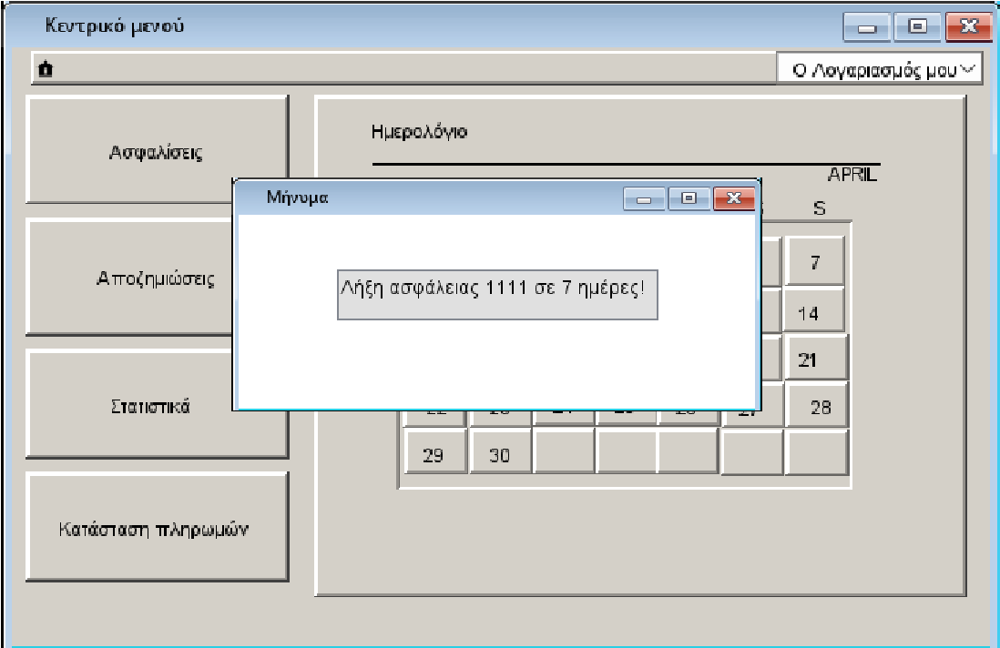 Κεντρικό μενού
Ο Λογαριασμός μου
Ασφαλίσεις
Αποζημιώσεις
Στατιστικά
Κατάσταση πληρωμών
Ημερολόγιο
APRIL
S
7
14
21
28
29 30
Μήνυμα
Λήξη ασφάλειας 1111 σε 7 ημέρες!